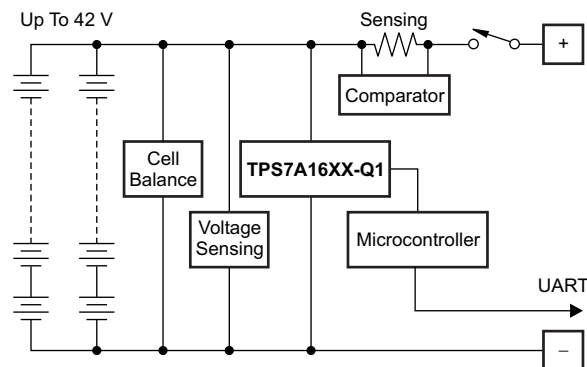 Up To 42 V
Sensing
+
Comparator
Cell
Balance
TPS7A16XX-Q1
Voltage
Sensing
Microcontroller
UART
–